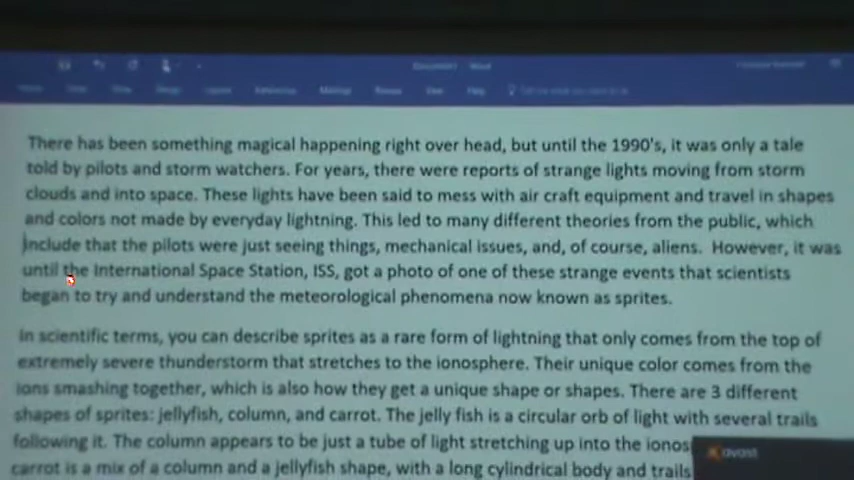 Document1 - Word
There has been something magical happening right over head, but until the 1990's, it was only a tale
told by pilots and storm watchers. For years, there were reports of strange lights moving from storm
clouds and into space. These lights have been said to mess with air craft equipment and travel in shapes
and colors not made by everyday lightning. This led to many different theories from the public, which
include that the pilots were just seeing things, mechanical issues, and, of course, aliens.  However, it was
until the International Space Station, ISS, got a photo of one of these strange events that scientists
began to try and understand the meteorological phenomena now known as sprites.
In scientific terms, you can describe sprites as a rare form of lightning that only comes from the top of
extremely severe thunderstorm that stretches to the ionosphere. Their unique color comes from the
ions smashing together, which is also how they get a unique shape or shapes. There are 3 different
shapes of sprites: jellyfish, column, and carrot. The jelly fish is a circular orb of light with several trails
following it. The column appears to be just a tube of light stretching up into the ionos
carrot is a mix of a column and a jellyfish shape, with a long cylindrical body and trails
avast